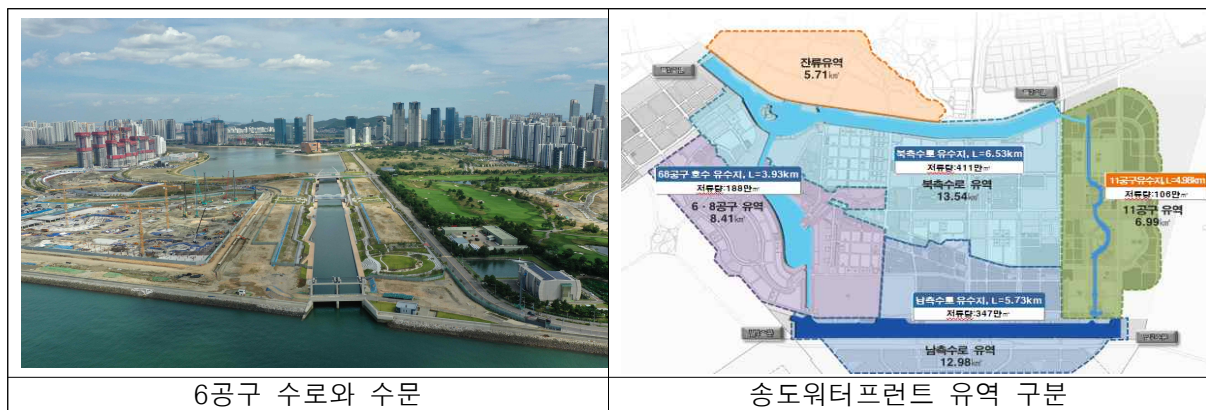 잔류유역
5.71㎢
북측수로 유수지, L=6.53km
저류량:411만㎥
북측수로 유역
13.54㎢
68공구 호수 유수지, L=3.93km
저류량:188만㎥
6·8공구 유역
8.41㎢
11공구유수지, L=4.98km
저류량:106만㎥
11공구 유역
6.99㎢
남측수로 유수지, L=5.73km
저류량:347만㎥
남측수로 유역
12.98㎢
6공구 수로와 수문
송도워터프런트 유역 구분